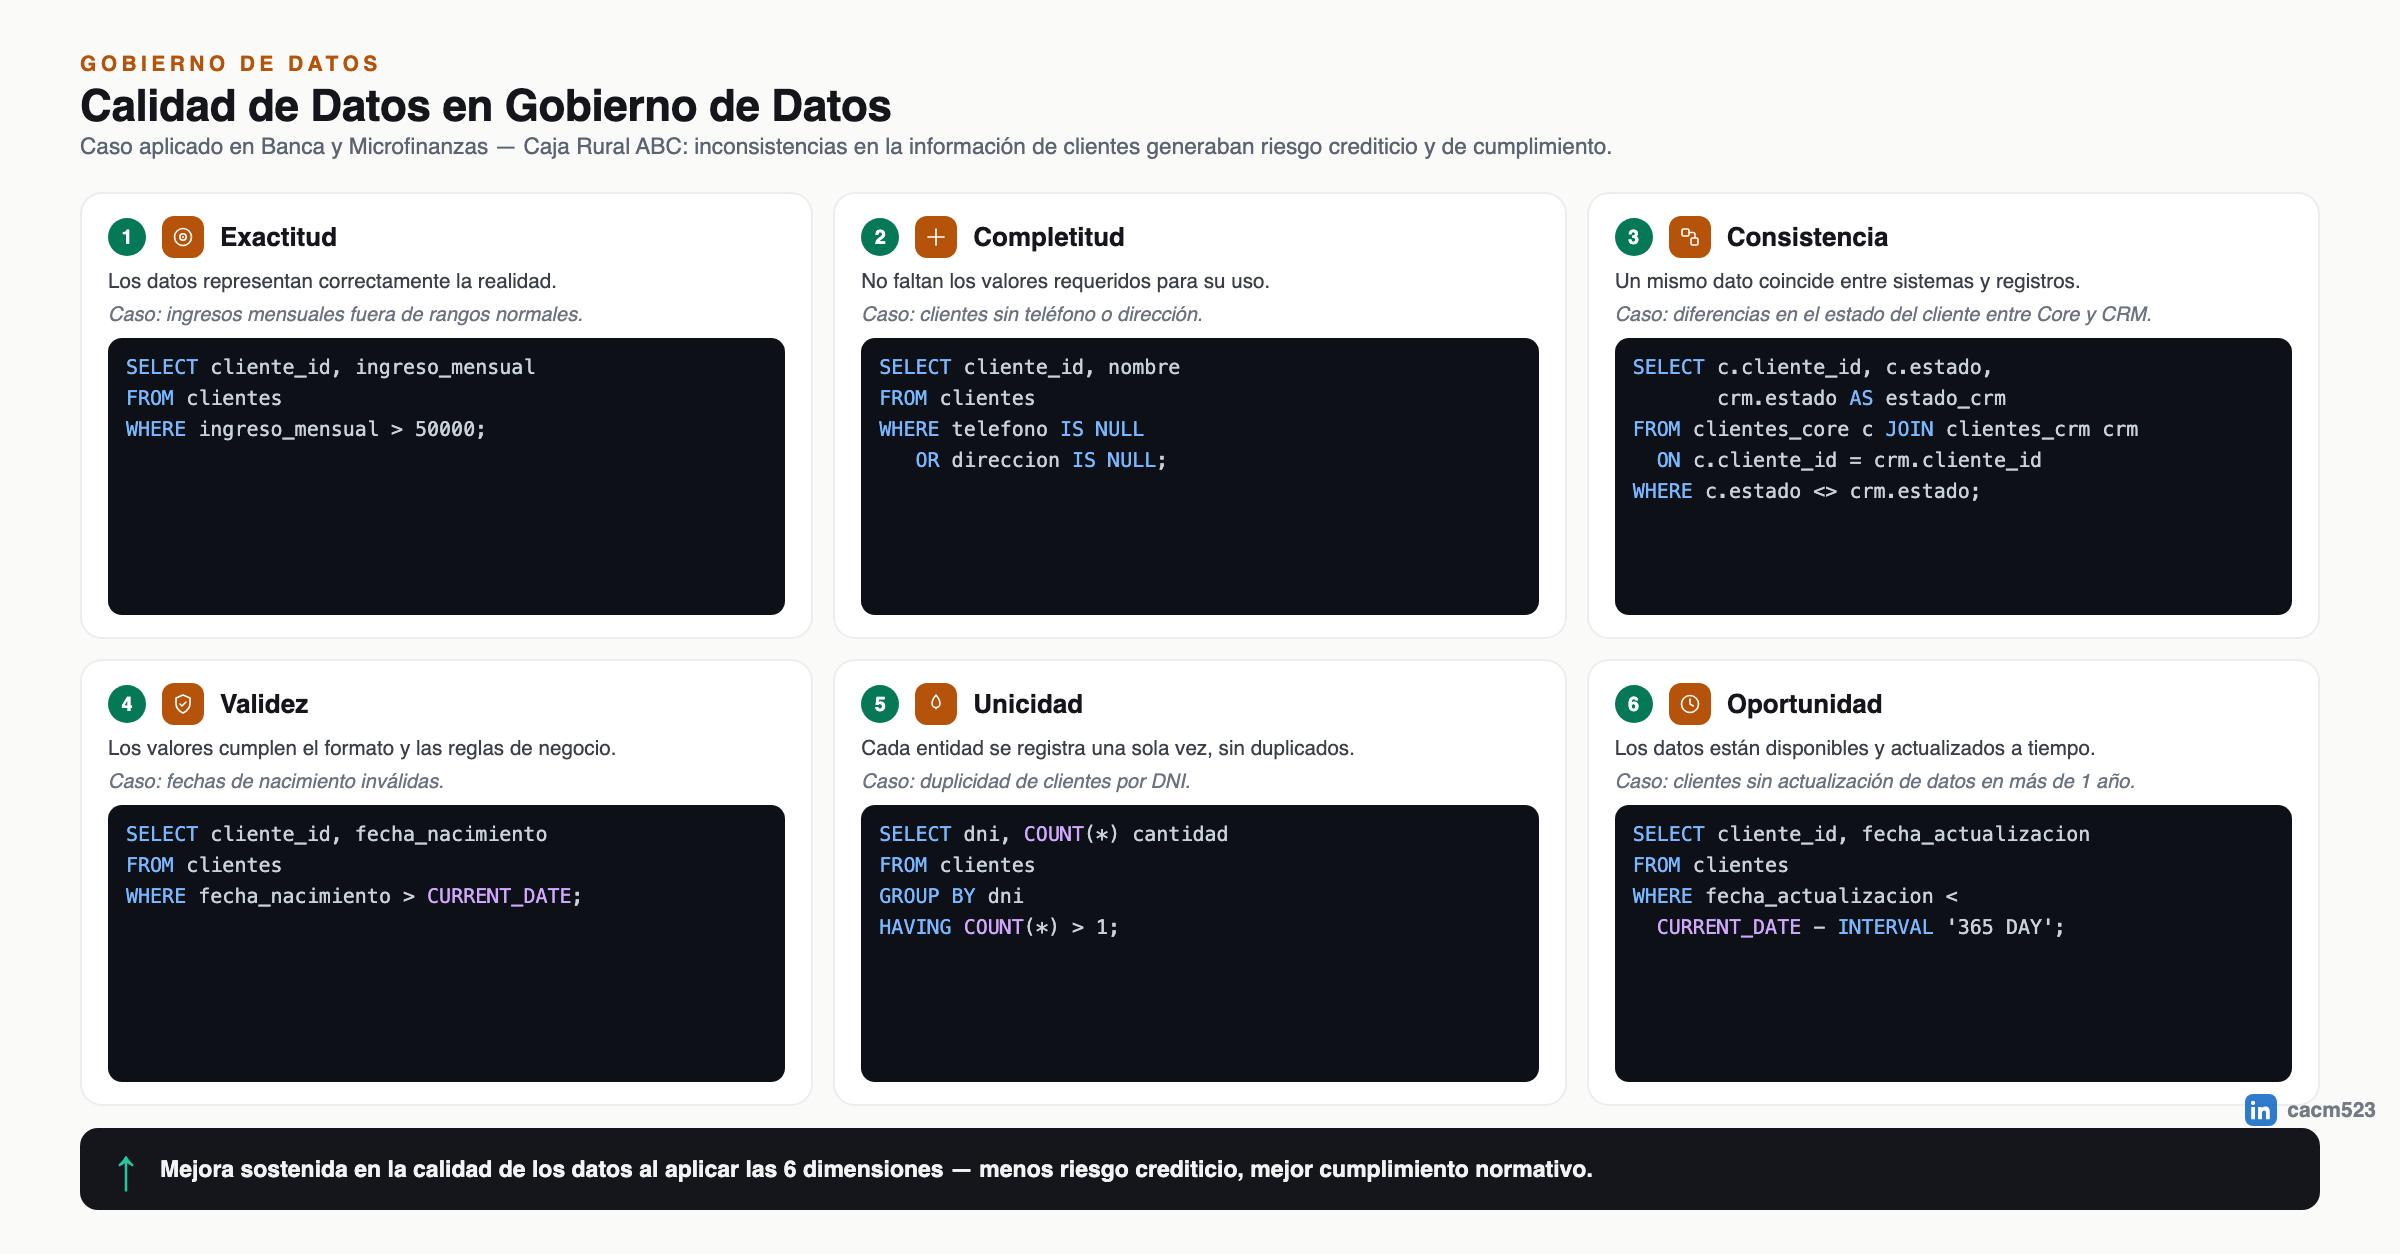 GOBIERNO DE DATOS
Calidad de Datos en Gobierno de Datos
Caso aplicado en Banca y Microfinanzas — Caja Rural ABC: inconsistencias en la información de clientes generaban riesgo crediticio y de cumplimiento.
1 Exactitud
Los datos representan correctamente la realidad.
Caso: ingresos mensuales fuera de rangos normales.
SELECT cliente_id, ingreso_mensual
FROM clientes
WHERE ingreso_mensual > 50000;
2 Completitud
No faltan los valores requeridos para su uso.
Caso: clientes sin teléfono o dirección.
SELECT cliente_id, nombre
FROM clientes
WHERE telefono IS NULL
   OR direccion IS NULL;
3 Consistencia
Un mismo dato coincide entre sistemas y registros.
Caso: diferencias en el estado del cliente entre Core y CRM.
SELECT c.cliente_id, c.estado,
       crm.estado AS estado_crm
FROM clientes_core c JOIN clientes_crm crm
  ON c.cliente_id = crm.cliente_id
WHERE c.estado <> crm.estado;
4 Validez
Los valores cumplen el formato y las reglas de negocio.
Caso: fechas de nacimiento inválidas.
SELECT cliente_id, fecha_nacimiento
FROM clientes
WHERE fecha_nacimiento > CURRENT_DATE;
5 Unicidad
Cada entidad se registra una sola vez, sin duplicados.
Caso: duplicidad de clientes por DNI.
SELECT dni, COUNT(*) cantidad
FROM clientes
GROUP BY dni
HAVING COUNT(*) > 1;
6 Oportunidad
Los datos están disponibles y actualizados a tiempo.
Caso: clientes sin actualización de datos en más de 1 año.
SELECT cliente_id, fecha_actualizacion
FROM clientes
WHERE fecha_actualizacion <
  CURRENT_DATE - INTERVAL '365 DAY';
in cacm523
Mejora sostenida en la calidad de los datos al aplicar las 6 dimensiones — menos riesgo crediticio, mejor cumplimiento normativo.